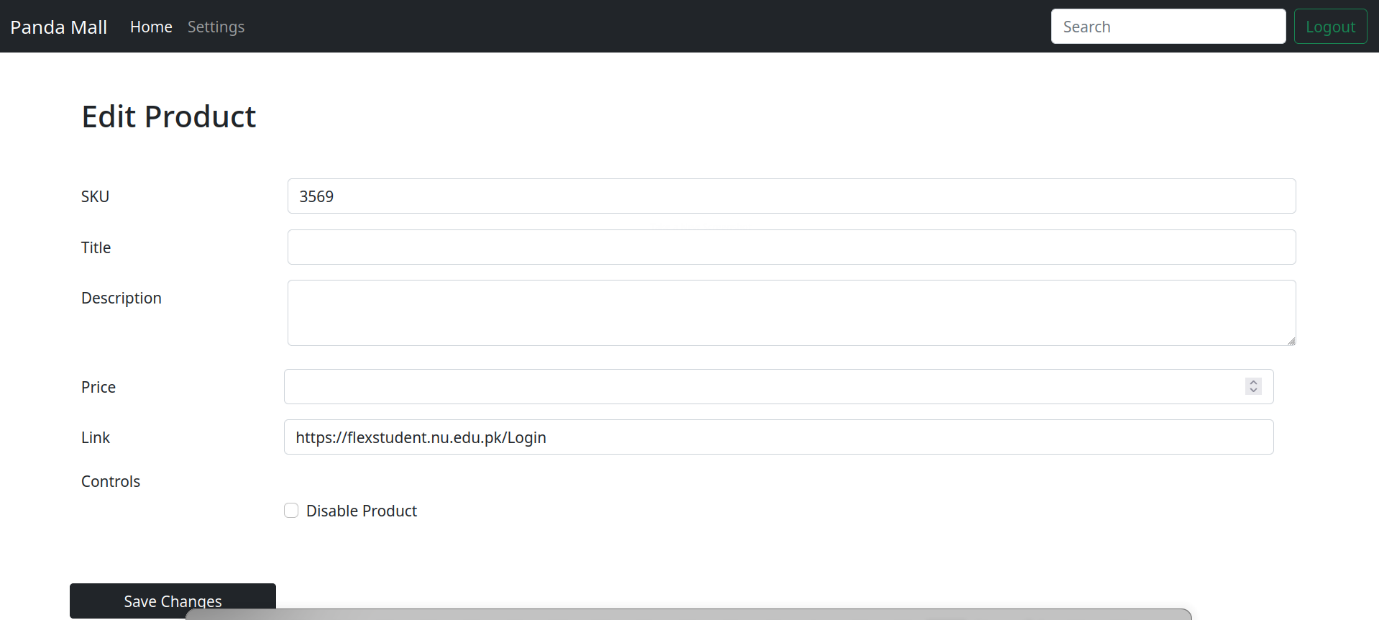 Panda Mall Home Settings Search Logout
Edit Product
SKU 3569
Title
Description
Price
Link https://flexstudent.nu.edu.pk/Login
Controls
Disable Product
Save Changes